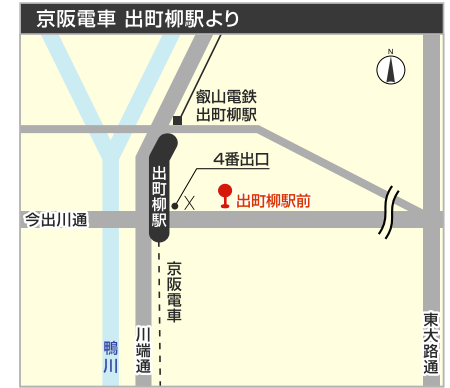 京阪電車 出町柳駅より
N
叡山電鉄
出町柳駅
4番出口
出町柳駅
出町柳駅前
今出川通
京阪電車
鴨川
川端通
東大路通